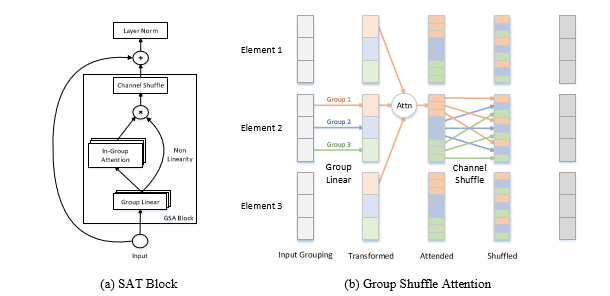 Layer Norm
+
Channel Shuffle
×
In-Group
Attention
Non
Linearity
Group Linear
GSA Block
Input
(a) SAT Block
Element 1
Element 2
Element 3
Group 1
Group 2
Group 3
Attn
Group
Linear
Channel
Shuffle
Input Grouping
Transformed
Attended
Shuffled
(b) Group Shuffle Attention